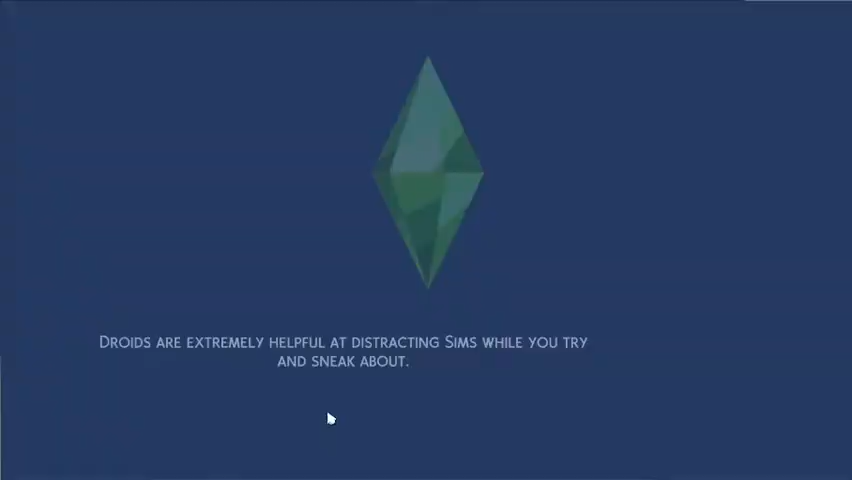 Droids are extremely helpful at distracting Sims while you try
and sneak about.